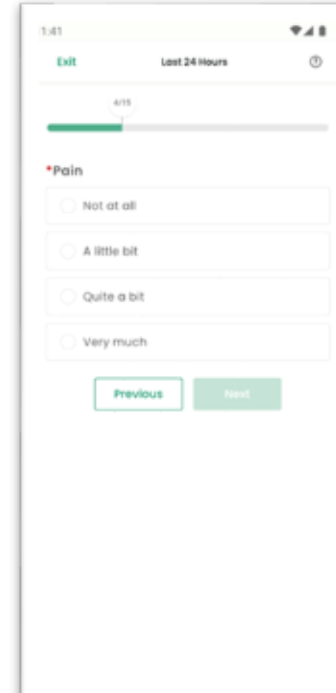 1:41
Exit Last 24 Hours ?
4/15
*Pain
Not at all
A little bit
Quite a bit
Very much
Previous Next